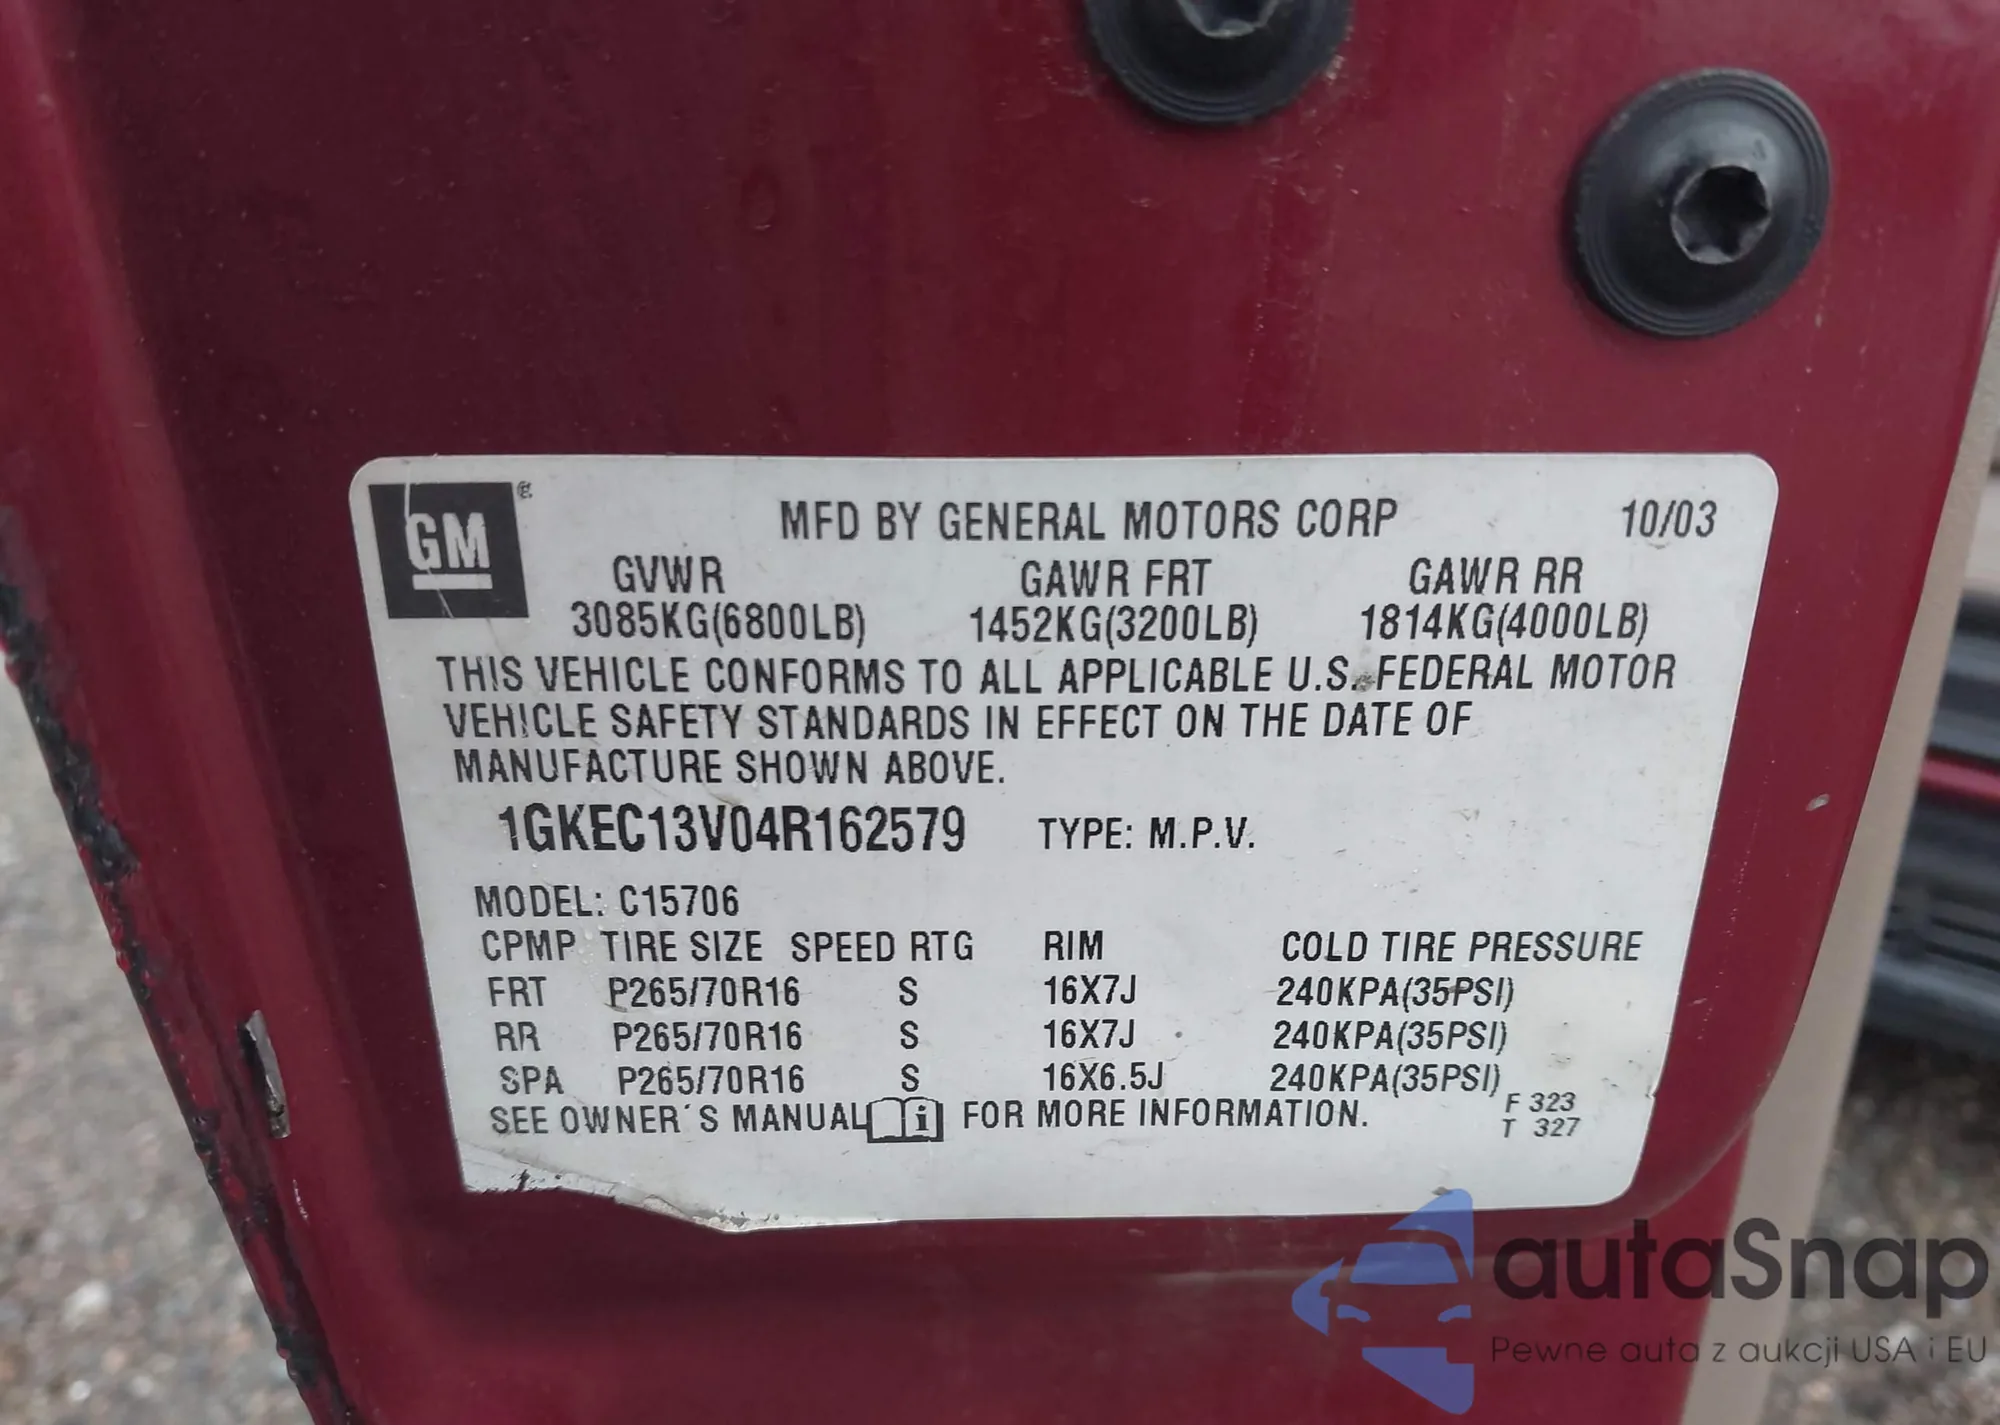 GM
MFD BY GENERAL MOTORS CORP 10/03
GVWR GAWR FRT GAWR RR
3085KG(6800LB) 1452KG(3200LB) 1814KG(4000LB)
THIS VEHICLE CONFORMS TO ALL APPLICABLE U.S. FEDERAL MOTOR
VEHICLE SAFETY STANDARDS IN EFFECT ON THE DATE OF
MANUFACTURE SHOWN ABOVE.
1GKEC13V04R162579 TYPE: M.P.V.
MODEL: C15706
CPMP TIRE SIZE SPEED RTG RIM COLD TIRE PRESSURE
FRT P265/70R16 S 16X7J 240KPA(35PSI)
RR P265/70R16 S 16X7J 240KPA(35PSI)
SPA P265/70R16 S 16X6.5J 240KPA(35PSI)
SEE OWNER´S MANUAL i FOR MORE INFORMATION.
F 323
T 327
autaSnap
Pewne auta z aukcji USA i EU